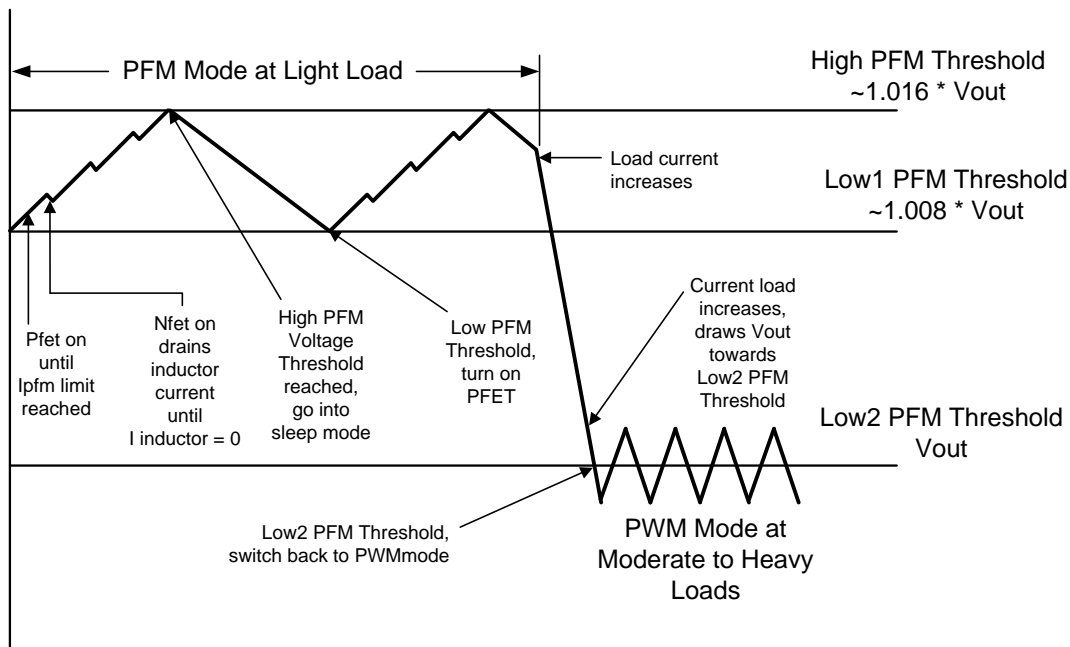 PFM Mode at Light Load
High PFM Threshold
~1.016 * Vout
Load current
increases
Low1 PFM Threshold
~1.008 * Vout
Pfet on
until
Ipfm limit
reached
Nfet on
drains
inductor
current
until
I inductor = 0
High PFM
Voltage
Threshold
reached,
go into
sleep mode
Low PFM
Threshold,
turn on
PFET
Current load
increases,
draws Vout
towards
Low2 PFM
Threshold
Low2 PFM Threshold
Vout
Low2 PFM Threshold,
switch back to PWMmode
PWM Mode at
Moderate to Heavy
Loads